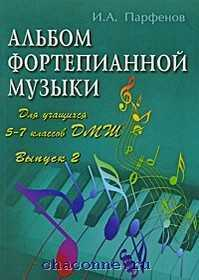 И.А. Парфенов
АЛЬБОМ
ФОРТЕПИАННОЙ
МУЗЫКИ
Для учащихся
5-7 классов ДМШ
Выпуск 2
chaconne.ru